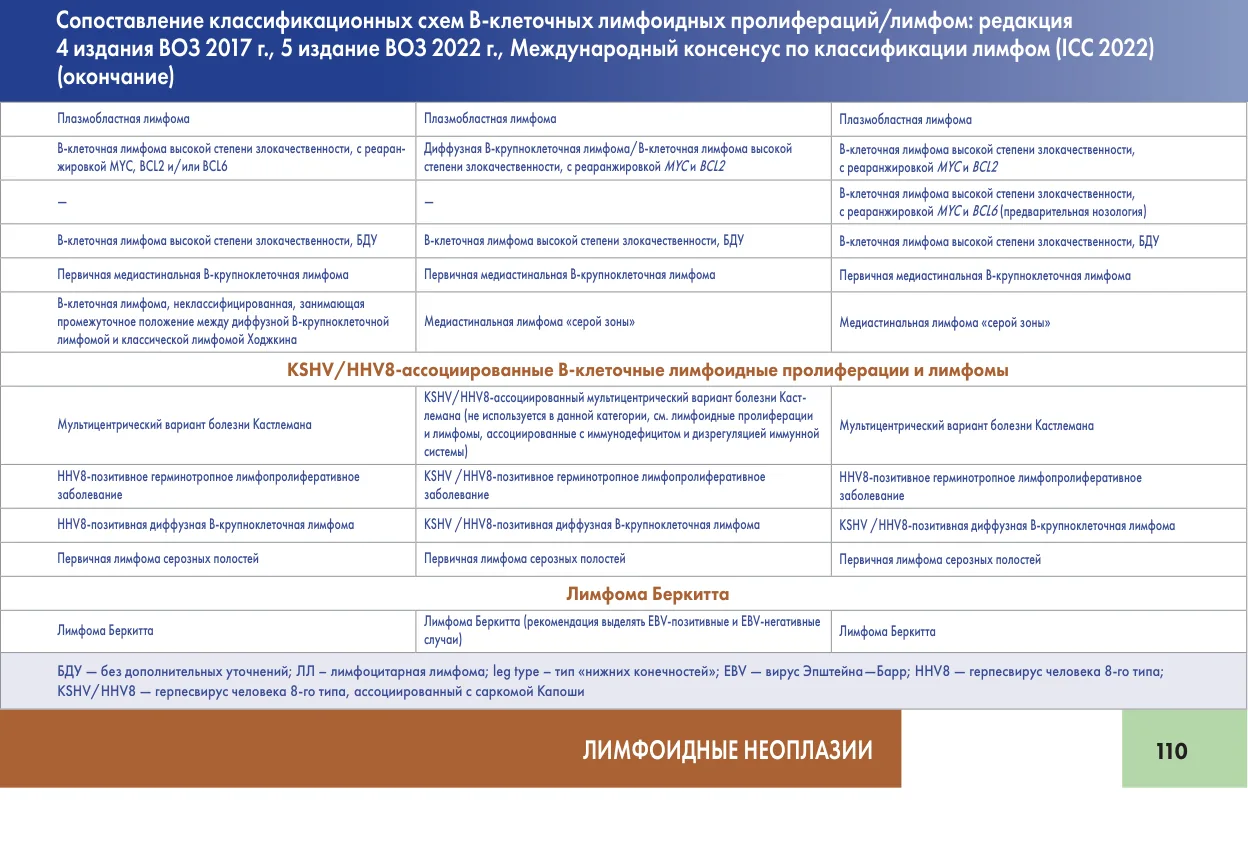 Сопоставление классификационных схем В-клеточных лимфоидных пролифераций/лимфом: редакция
4 издания ВОЗ 2017 г., 5 издание ВОЗ 2022 г., Международный консенсус по классификации лимфом (ICC 2022)
(окончание)
Плазмобластная лимфома
Плазмобластная лимфома
Плазмобластная лимфома
В-клеточная лимфома высокой степени злокачественности, с реаран-
жировкой MYC, BCL2 и/или BCL6
Диффузная В-крупноклеточная лимфома/В-клеточная лимфома высокой
степени злокачественности, с реаранжировкой MYC и BCL2
В-клеточная лимфома высокой степени злокачественности,
с реаранжировкой MYC и BCL2
—
—
В-клеточная лимфома высокой степени злокачественности,
с реаранжировкой MYC и BCL6 (предварительная нозология)
В-клеточная лимфома высокой степени злокачественности, БДУ
В-клеточная лимфома высокой степени злокачественности, БДУ
В-клеточная лимфома высокой степени злокачественности, БДУ
Первичная медиастинальная В-крупноклеточная лимфома
Первичная медиастинальная В-крупноклеточная лимфома
Первичная медиастинальная В-крупноклеточная лимфома
В-клеточная лимфома, неклассифицированная, занимающая
промежуточное положение между диффузной В-крупноклеточной
лимфомой и классической лимфомой Ходжкина
Медиастинальная лимфома «серой зоны»
Медиастинальная лимфома «серой зоны»
KSHV/HHV8-ассоциированные В-клеточные лимфоидные пролиферации и лимфомы
Мультицентрический вариант болезни Кастлемана
KSHV/HHV8-ассоциированный мультицентрический вариант болезни Каст-
лемана (не используется в данной категории, см. лимфоидные пролиферации
и лимфомы, ассоциированные с иммунодефицитом и дизрегуляцией иммунной
системы)
Мультицентрический вариант болезни Кастлемана
HHV8-позитивное герминотропное лимфопролиферативное
заболевание
KSHV /HHV8-позитивное герминотропное лимфопролиферативное
заболевание
HHV8-позитивное герминотропное лимфопролиферативное
заболевание
HHV8-позитивная диффузная В-крупноклеточная лимфома
KSHV /HHV8-позитивная диффузная В-крупноклеточная лимфома
KSHV /HHV8-позитивная диффузная В-крупноклеточная лимфома
Первичная лимфома серозных полостей
Первичная лимфома серозных полостей
Первичная лимфома серозных полостей
Лимфома Беркитта
Лимфома Беркитта
Лимфома Беркитта (рекомендация выделять EBV-позитивные и EBV-негативные
случаи)
Лимфома Беркитта
БДУ — без дополнительных уточнений; ЛЛ – лимфоцитарная лимфома; leg type – тип «нижних конечностей»; EBV — вирус Эпштейна—Барр; HHV8 — герпесвирус человека 8-го типа;
KSHV/HHV8 — герпесвирус человека 8-го типа, ассоциированный с саркомой Капоши
ЛИМФОИДНЫЕ НЕОПЛАЗИИ
110